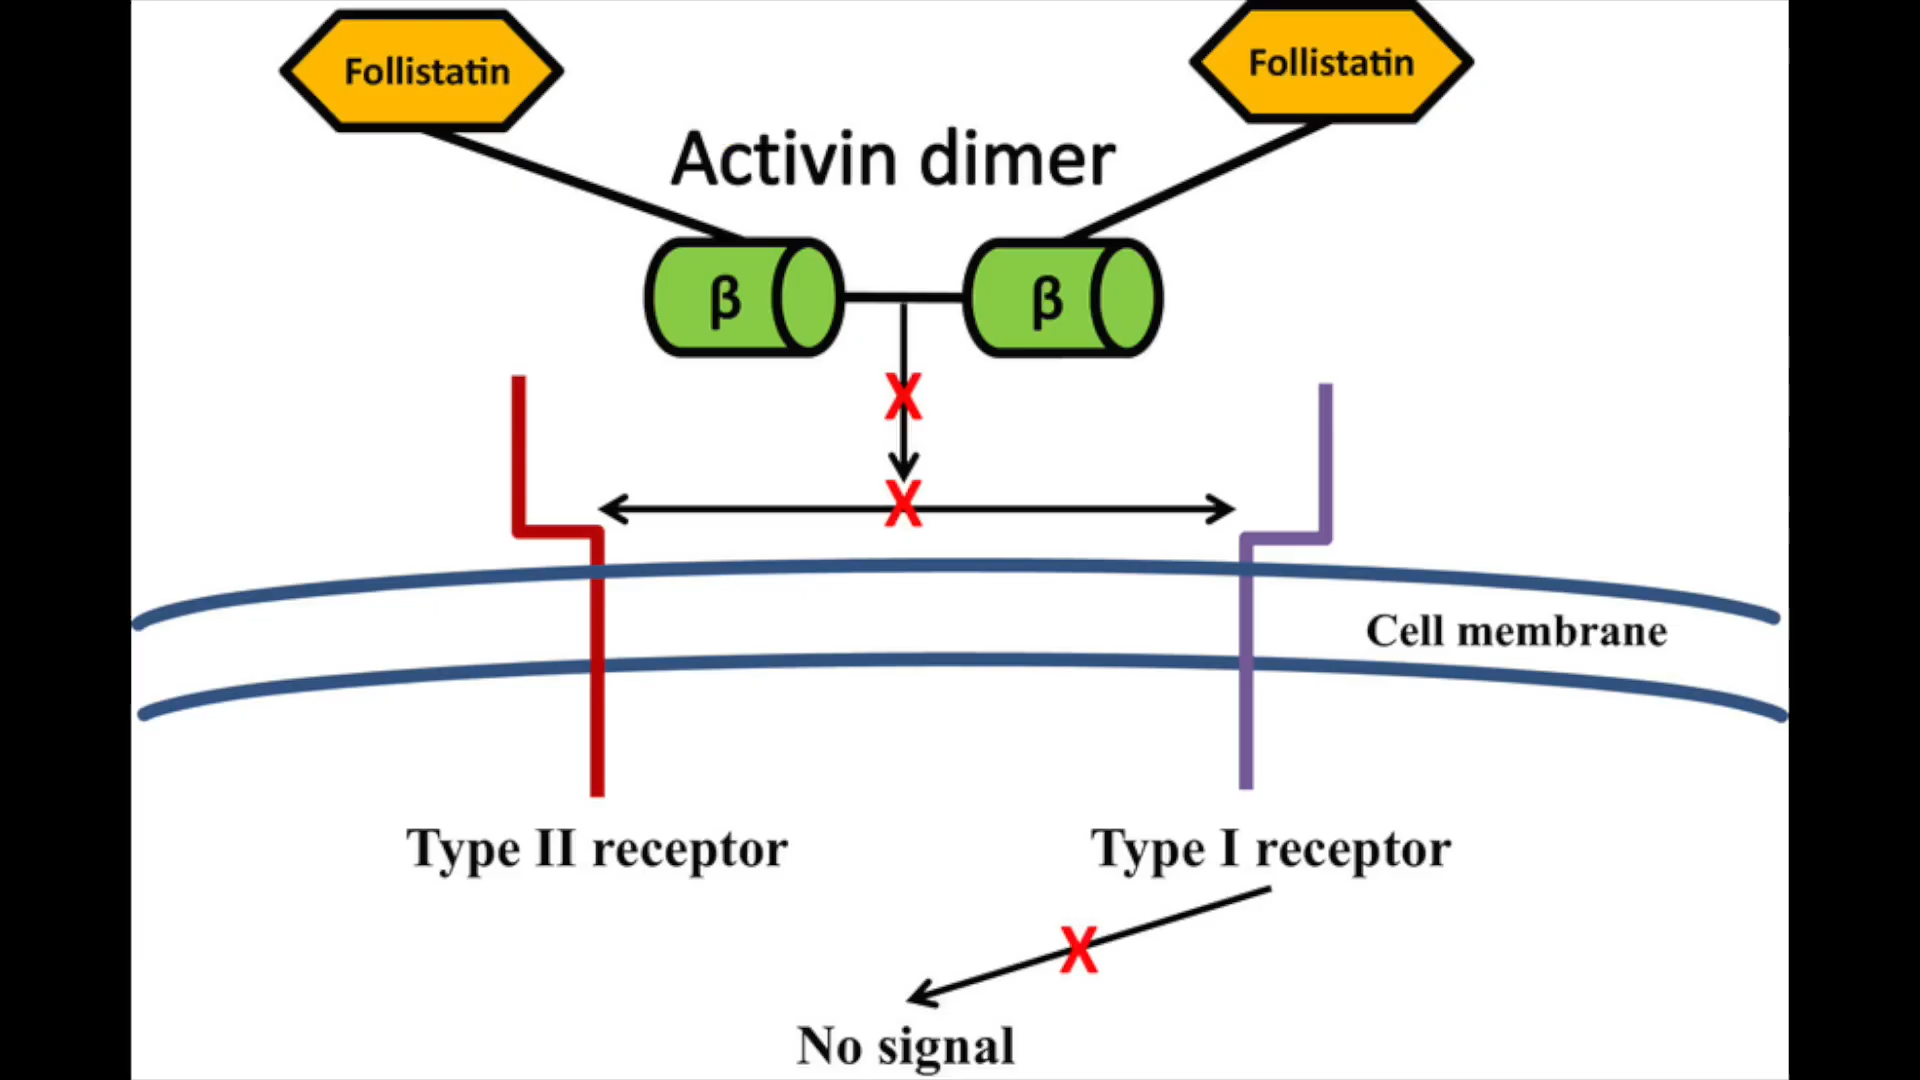 Follistatin
Follistatin
Activin dimer
β
β
X
X
Cell membrane
Type II receptor
Type I receptor
X
No signal